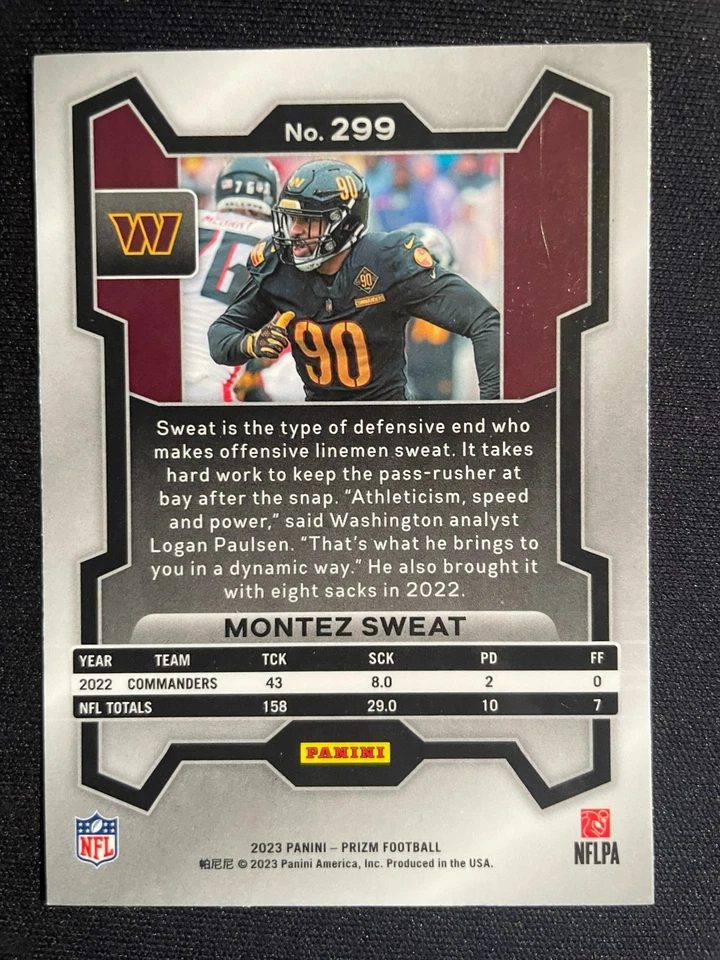 No. 299
76
W
90
90
COMMANDERS
90
Sweat is the type of defensive end who
makes offensive linemen sweat. It takes
hard work to keep the pass-rusher at
bay after the snap. "Athleticism, speed
and power," said Washington analyst
Logan Paulsen. "That's what he brings to
you in a dynamic way." He also brought it
with eight sacks in 2022.
MONTEZ SWEAT
YEAR TEAM TCK SCK PD FF
2022 COMMANDERS 43 8.0 2 0
NFL TOTALS 158 29.0 10 7
PANINI
NFL
2023 PANINI – PRIZM FOOTBALL
帕尼尼 © 2023 Panini America, Inc. Produced in the USA.
NFLPA